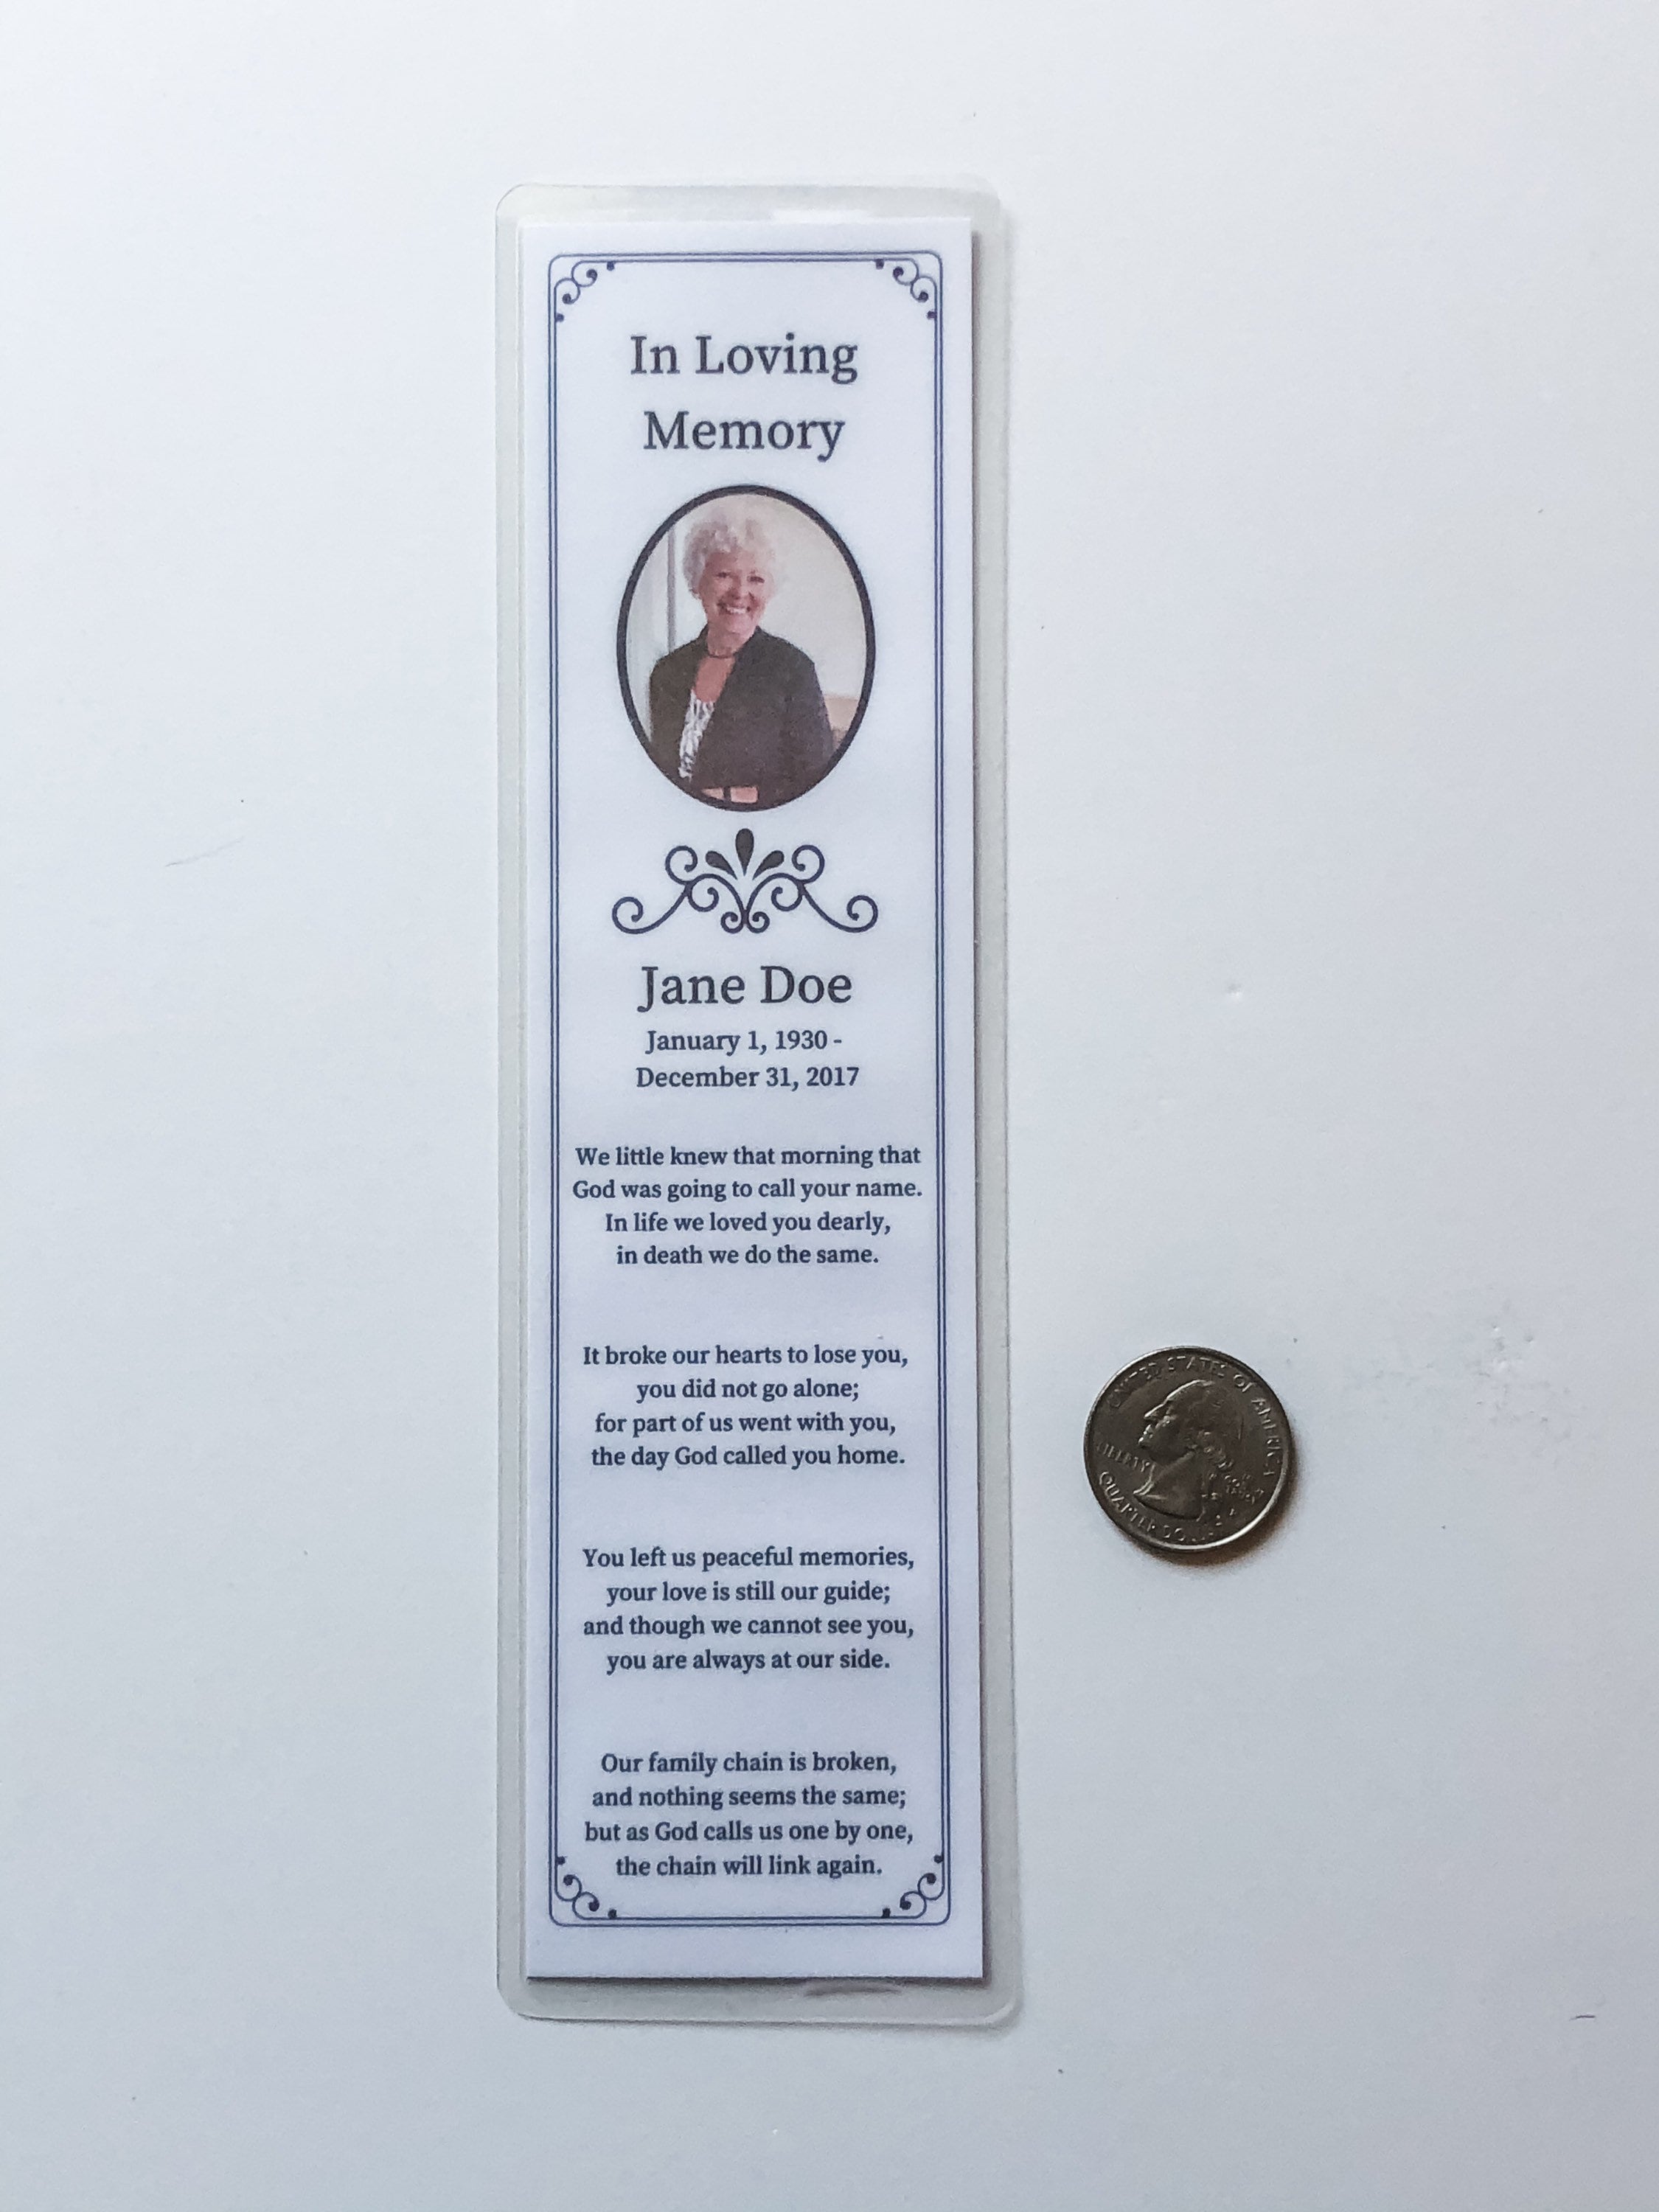 In Loving
Memory
Jane Doe
January 1, 1930 -
December 31, 2017
We little knew that morning that
God was going to call your name.
In life we loved you dearly,
in death we do the same.
It broke our hearts to lose you,
you did not go alone;
for part of us went with you,
the day God called you home.
You left us peaceful memories,
your love is still our guide;
and though we cannot see you,
you are always at our side.
Our family chain is broken,
and nothing seems the same;
but as God calls us one by one,
the chain will link again.
UNITED STATES OF AMERICA
LIBERTY
QUARTER